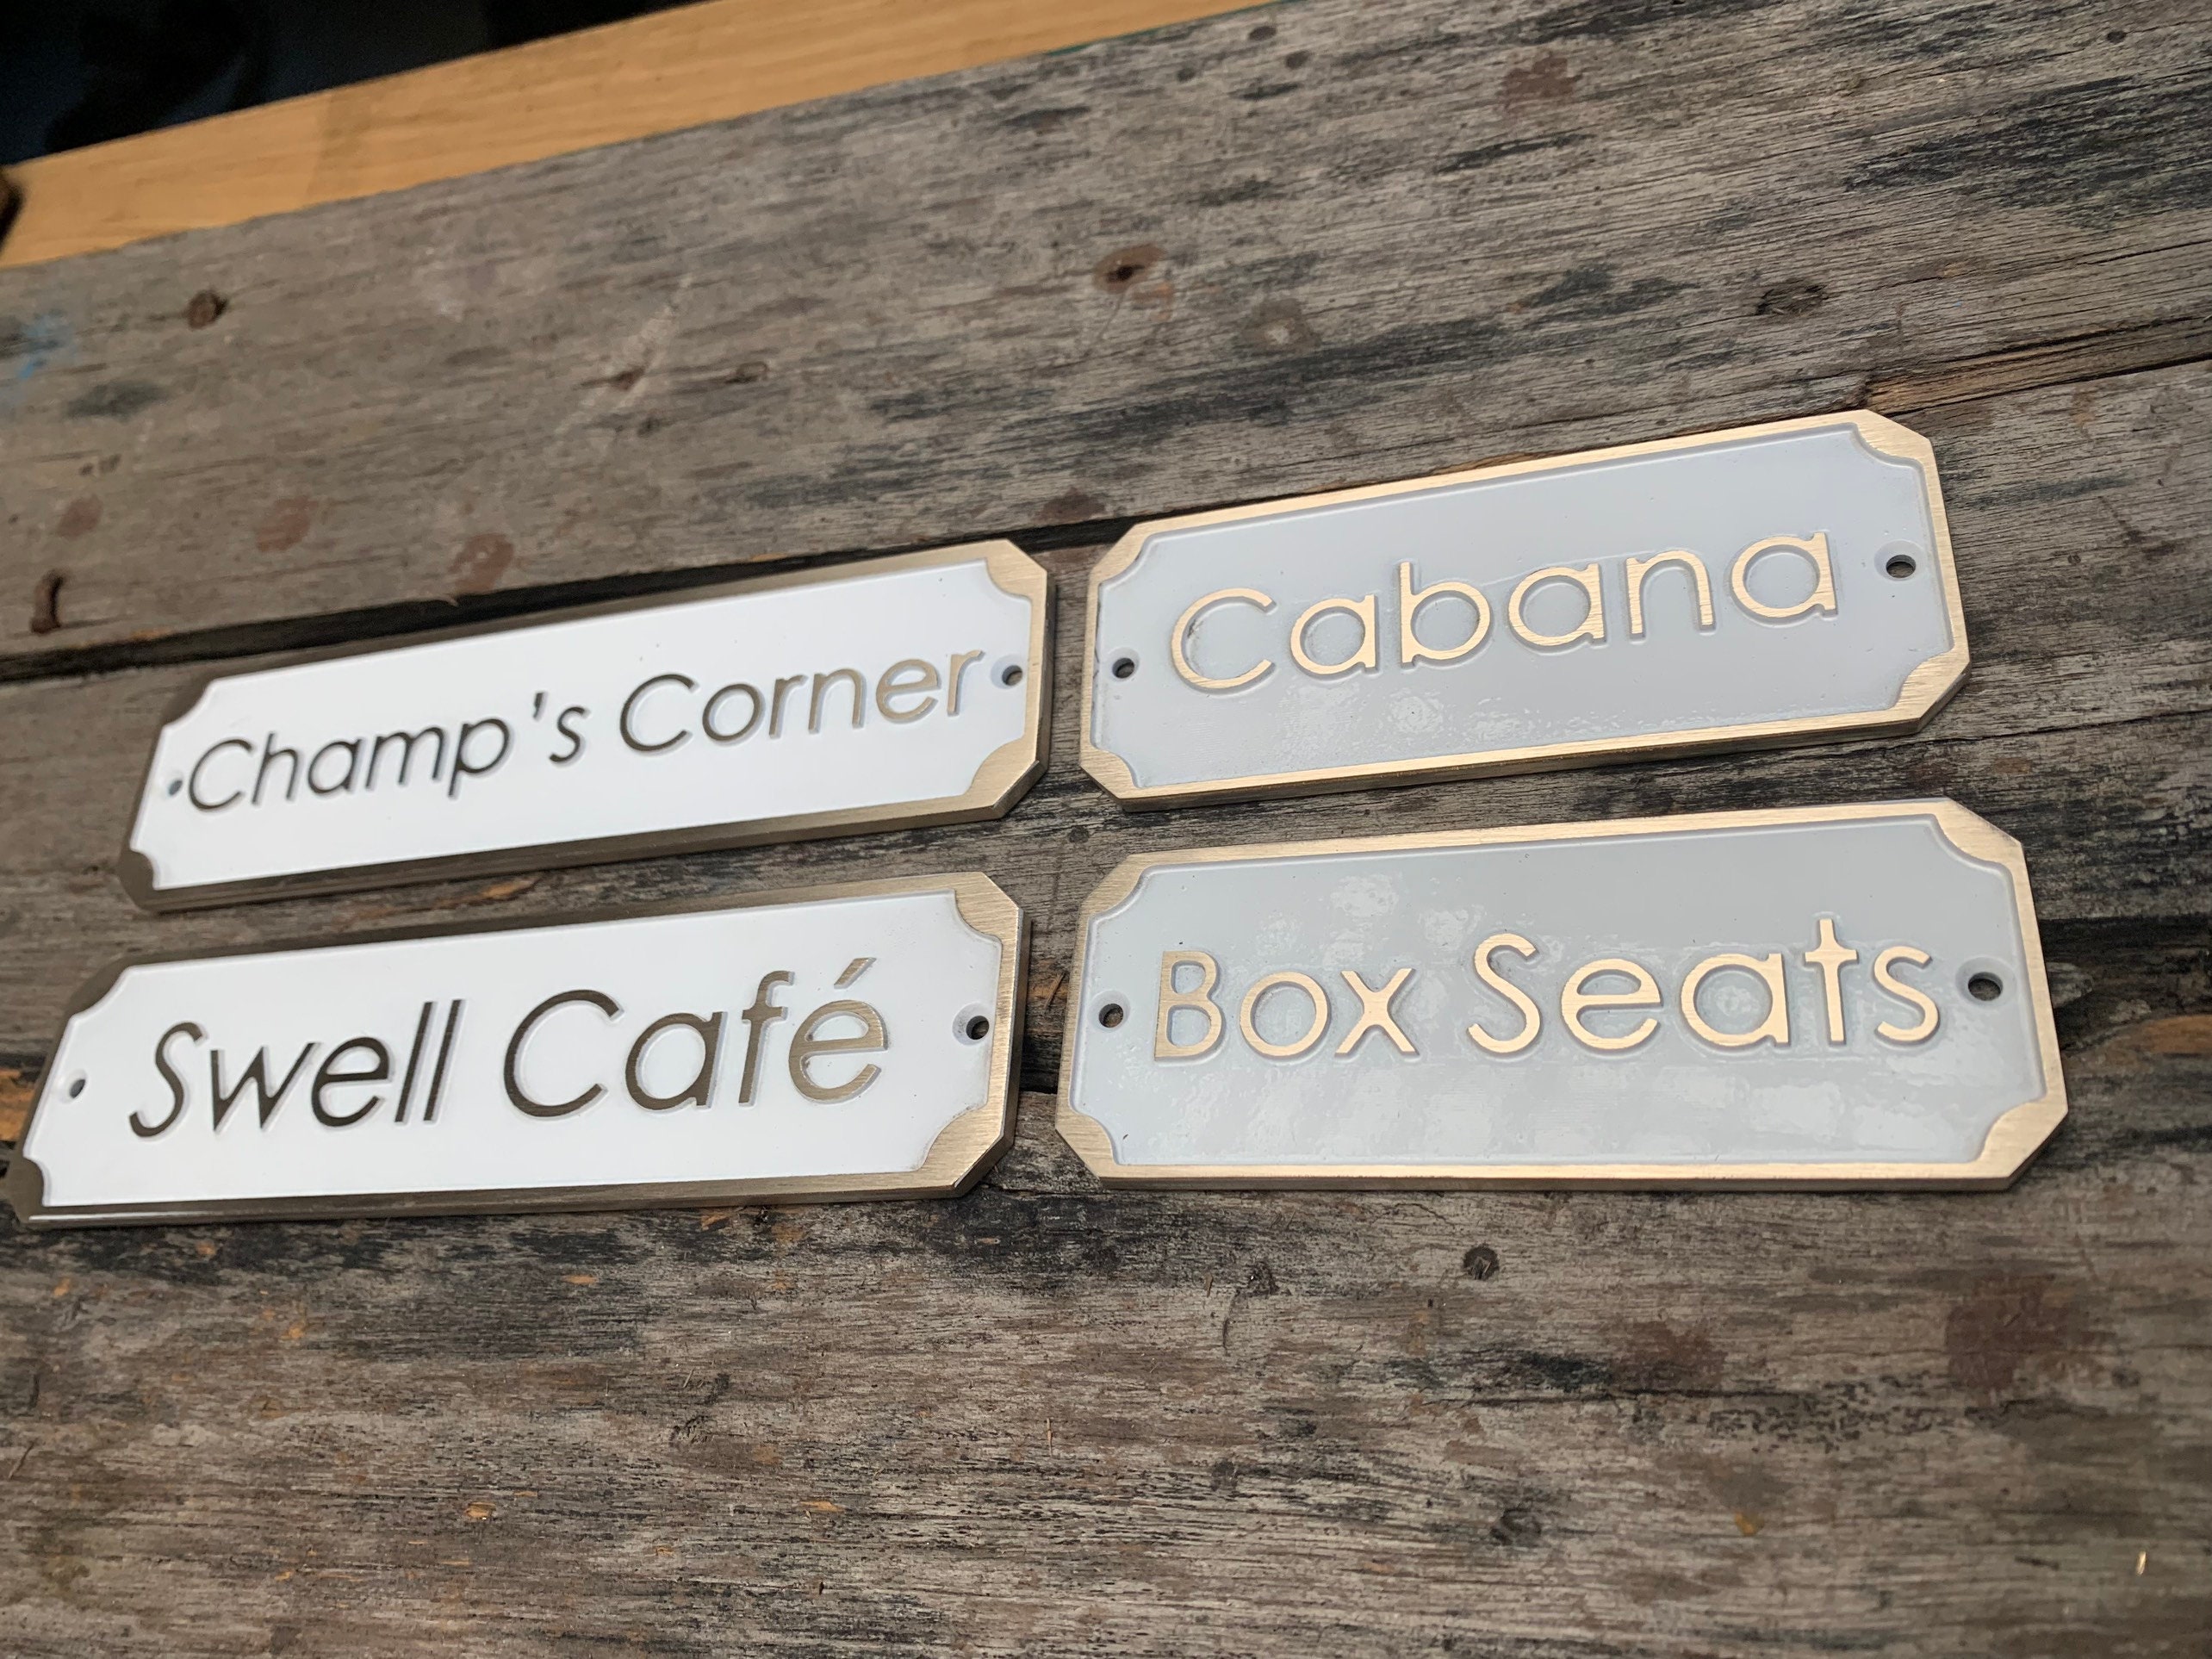 Champ's Corner
Cabana
Swell Café
Box Seats